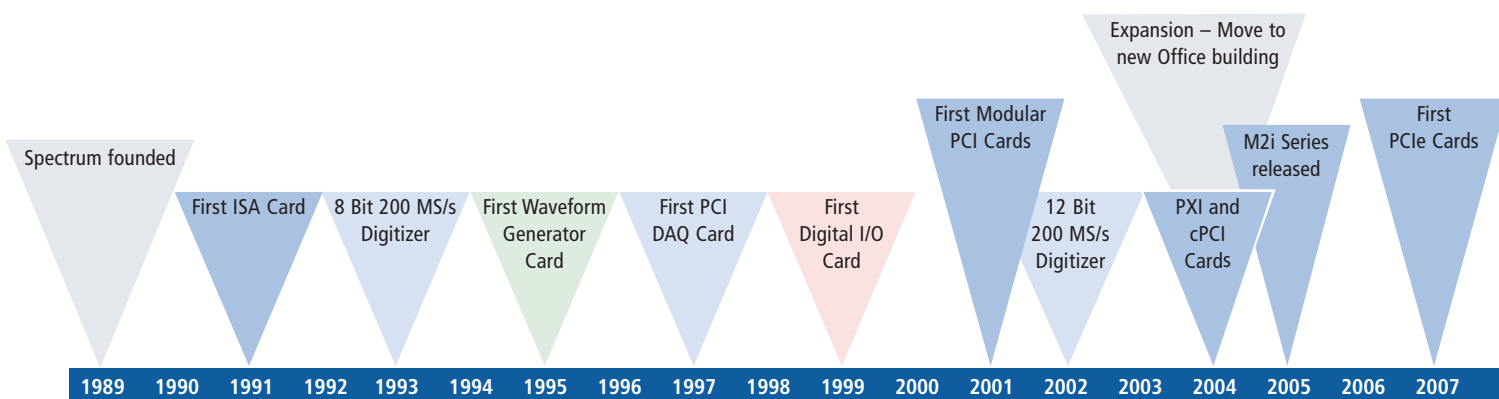 Spectrum founded
First ISA Card
8 Bit 200 MS/s
Digitizer
First Waveform
Generator
Card
First PCI
DAQ Card
First
Digital I/O
Card
First Modular
PCI Cards
12 Bit
200 MS/s
Digitizer
Expansion – Move to
new Office building
PXI and
cPCI
Cards
M2i Series
released
First
PCIe Cards
1989 1990 1991 1992 1993 1994 1995 1996 1997 1998 1999 2000 2001 2002 2003 2004 2005 2006 2007